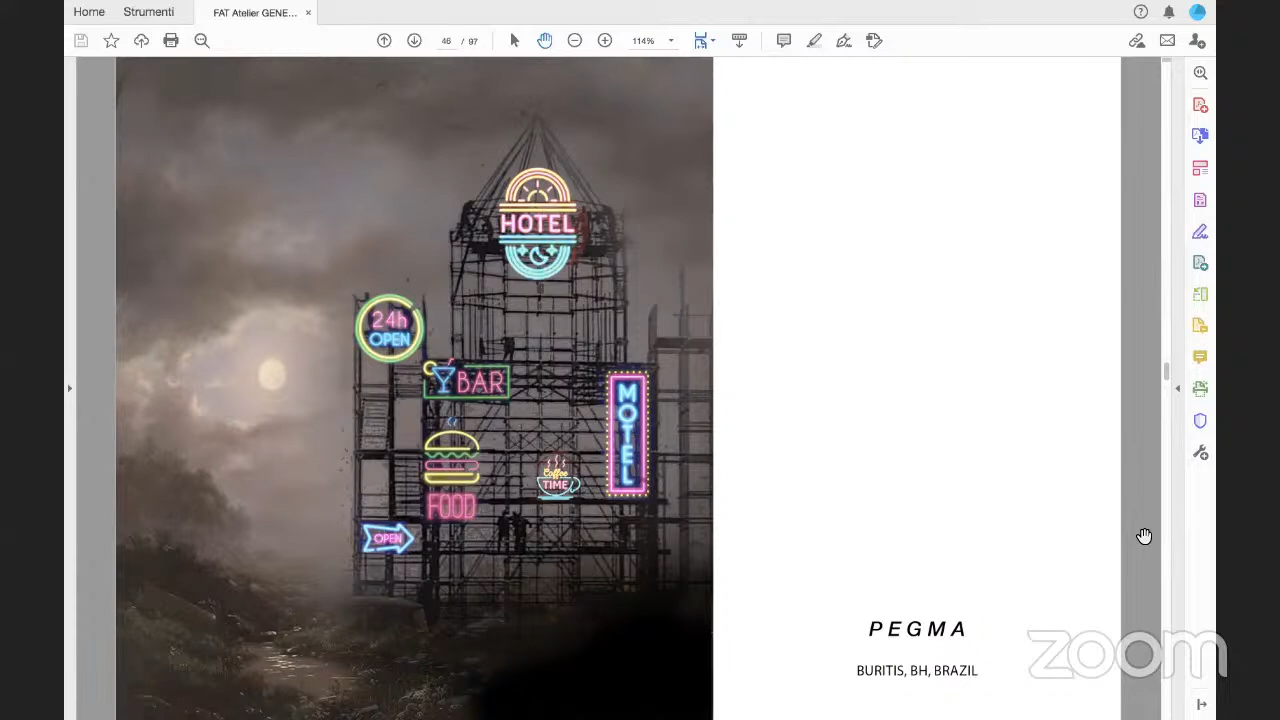 Home
Strumenti
FAT Atelier GENE... ×
46 / 97
114%
HOTEL
24h
OPEN
BAR
MOTEL
Coffee
TIME
FOOD
OPEN
PEGMA
BURITIS, BH, BRAZIL
zoom